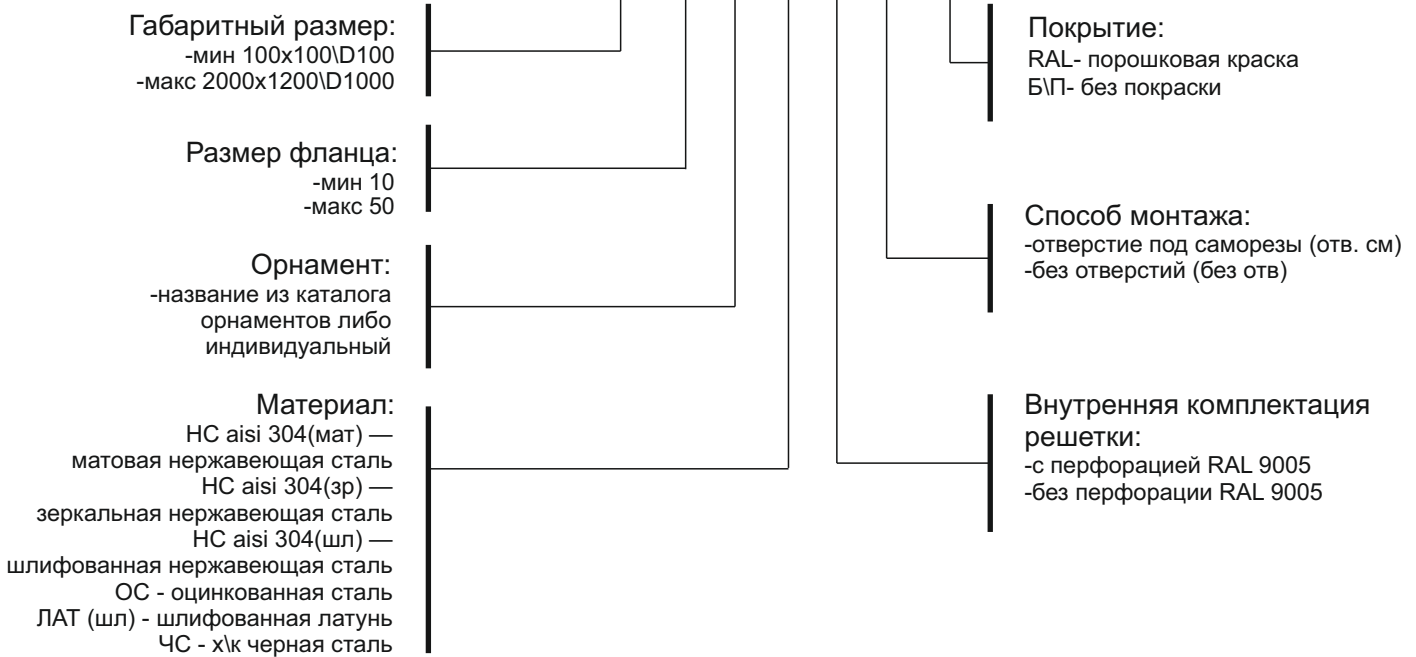 Габаритный размер:
-мин 100х100\D100
-макс 2000х1200\D1000
Размер фланца:
-мин 10
-макс 50
Орнамент:
-название из каталога
орнаментов либо
индивидуальный
Материал:
НС aisi 304(мат) —
матовая нержавеющая сталь
НС aisi 304(зр) —
зеркальная нержавеющая сталь
НС aisi 304(шл) —
шлифованная нержавеющая сталь
ОС - оцинкованная сталь
ЛАТ (шл) - шлифованная латунь
ЧС - х\к черная сталь
Покрытие:
RAL- порошковая краска
Б\П- без покраски
Способ монтажа:
-отверстие под саморезы (отв. см)
-без отверстий (без отв)
Внутренняя комплектация
решетки:
-с перфорацией RAL 9005
-без перфорации RAL 9005